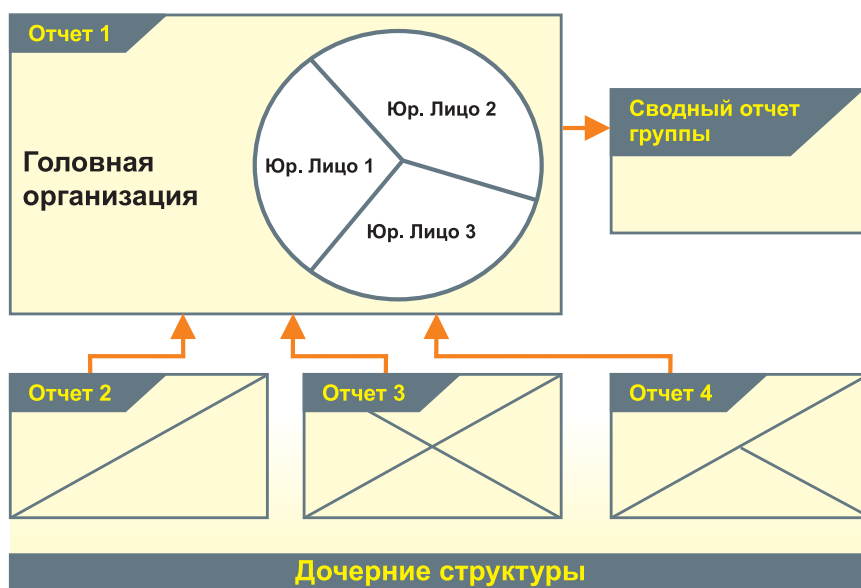 Отчет 1
Головная
организация
Юр. Лицо 1
Юр. Лицо 2
Юр. Лицо 3
Сводный отчет
группы
Отчет 2
Отчет 3
Отчет 4
Дочерние структуры